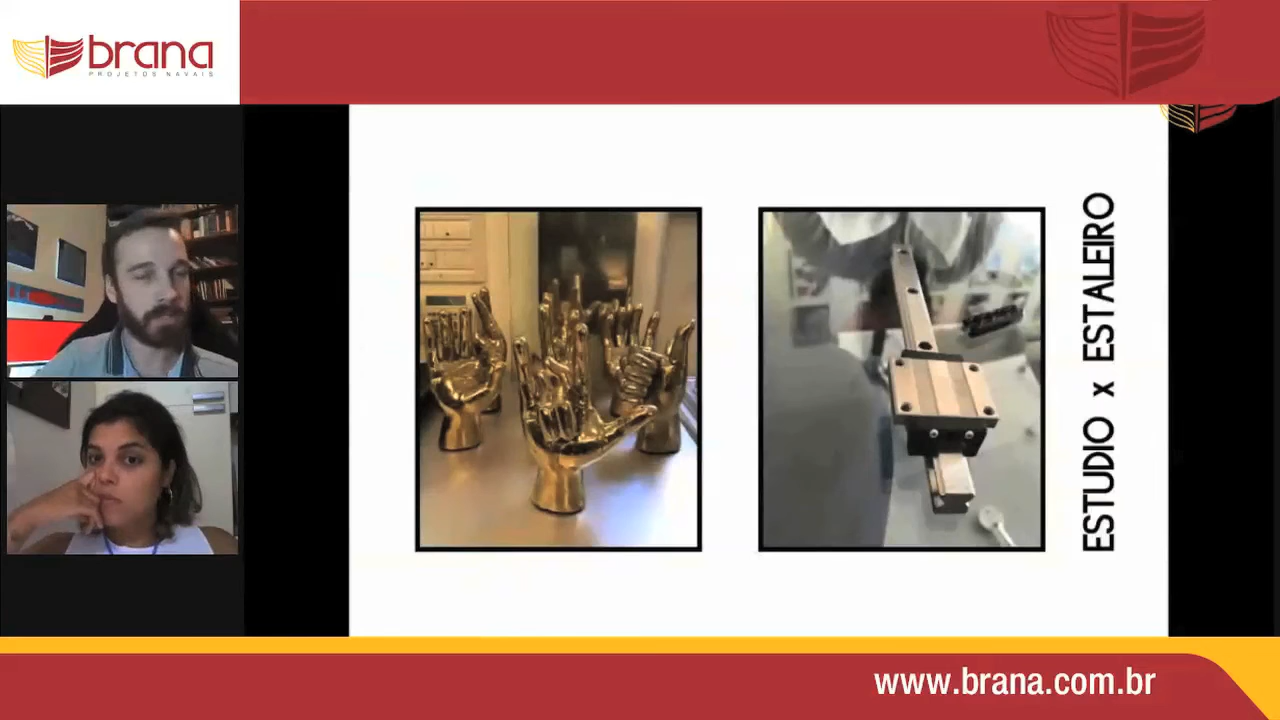 brana
PROJETOS NAVAIS
ESTUDIO x ESTALEIRO
www.brana.com.br